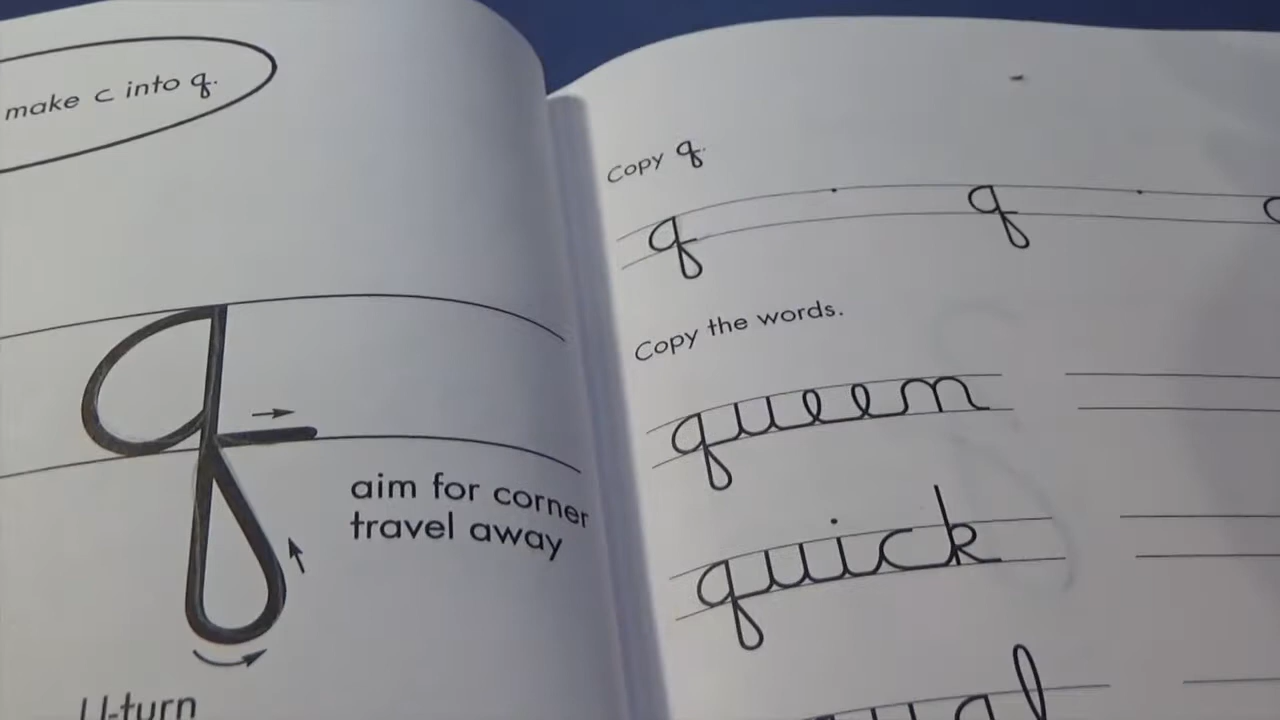 make c into q.
q
aim for corner
travel away
U-turn
Copy q.
q q
Copy the words.
queen
quick